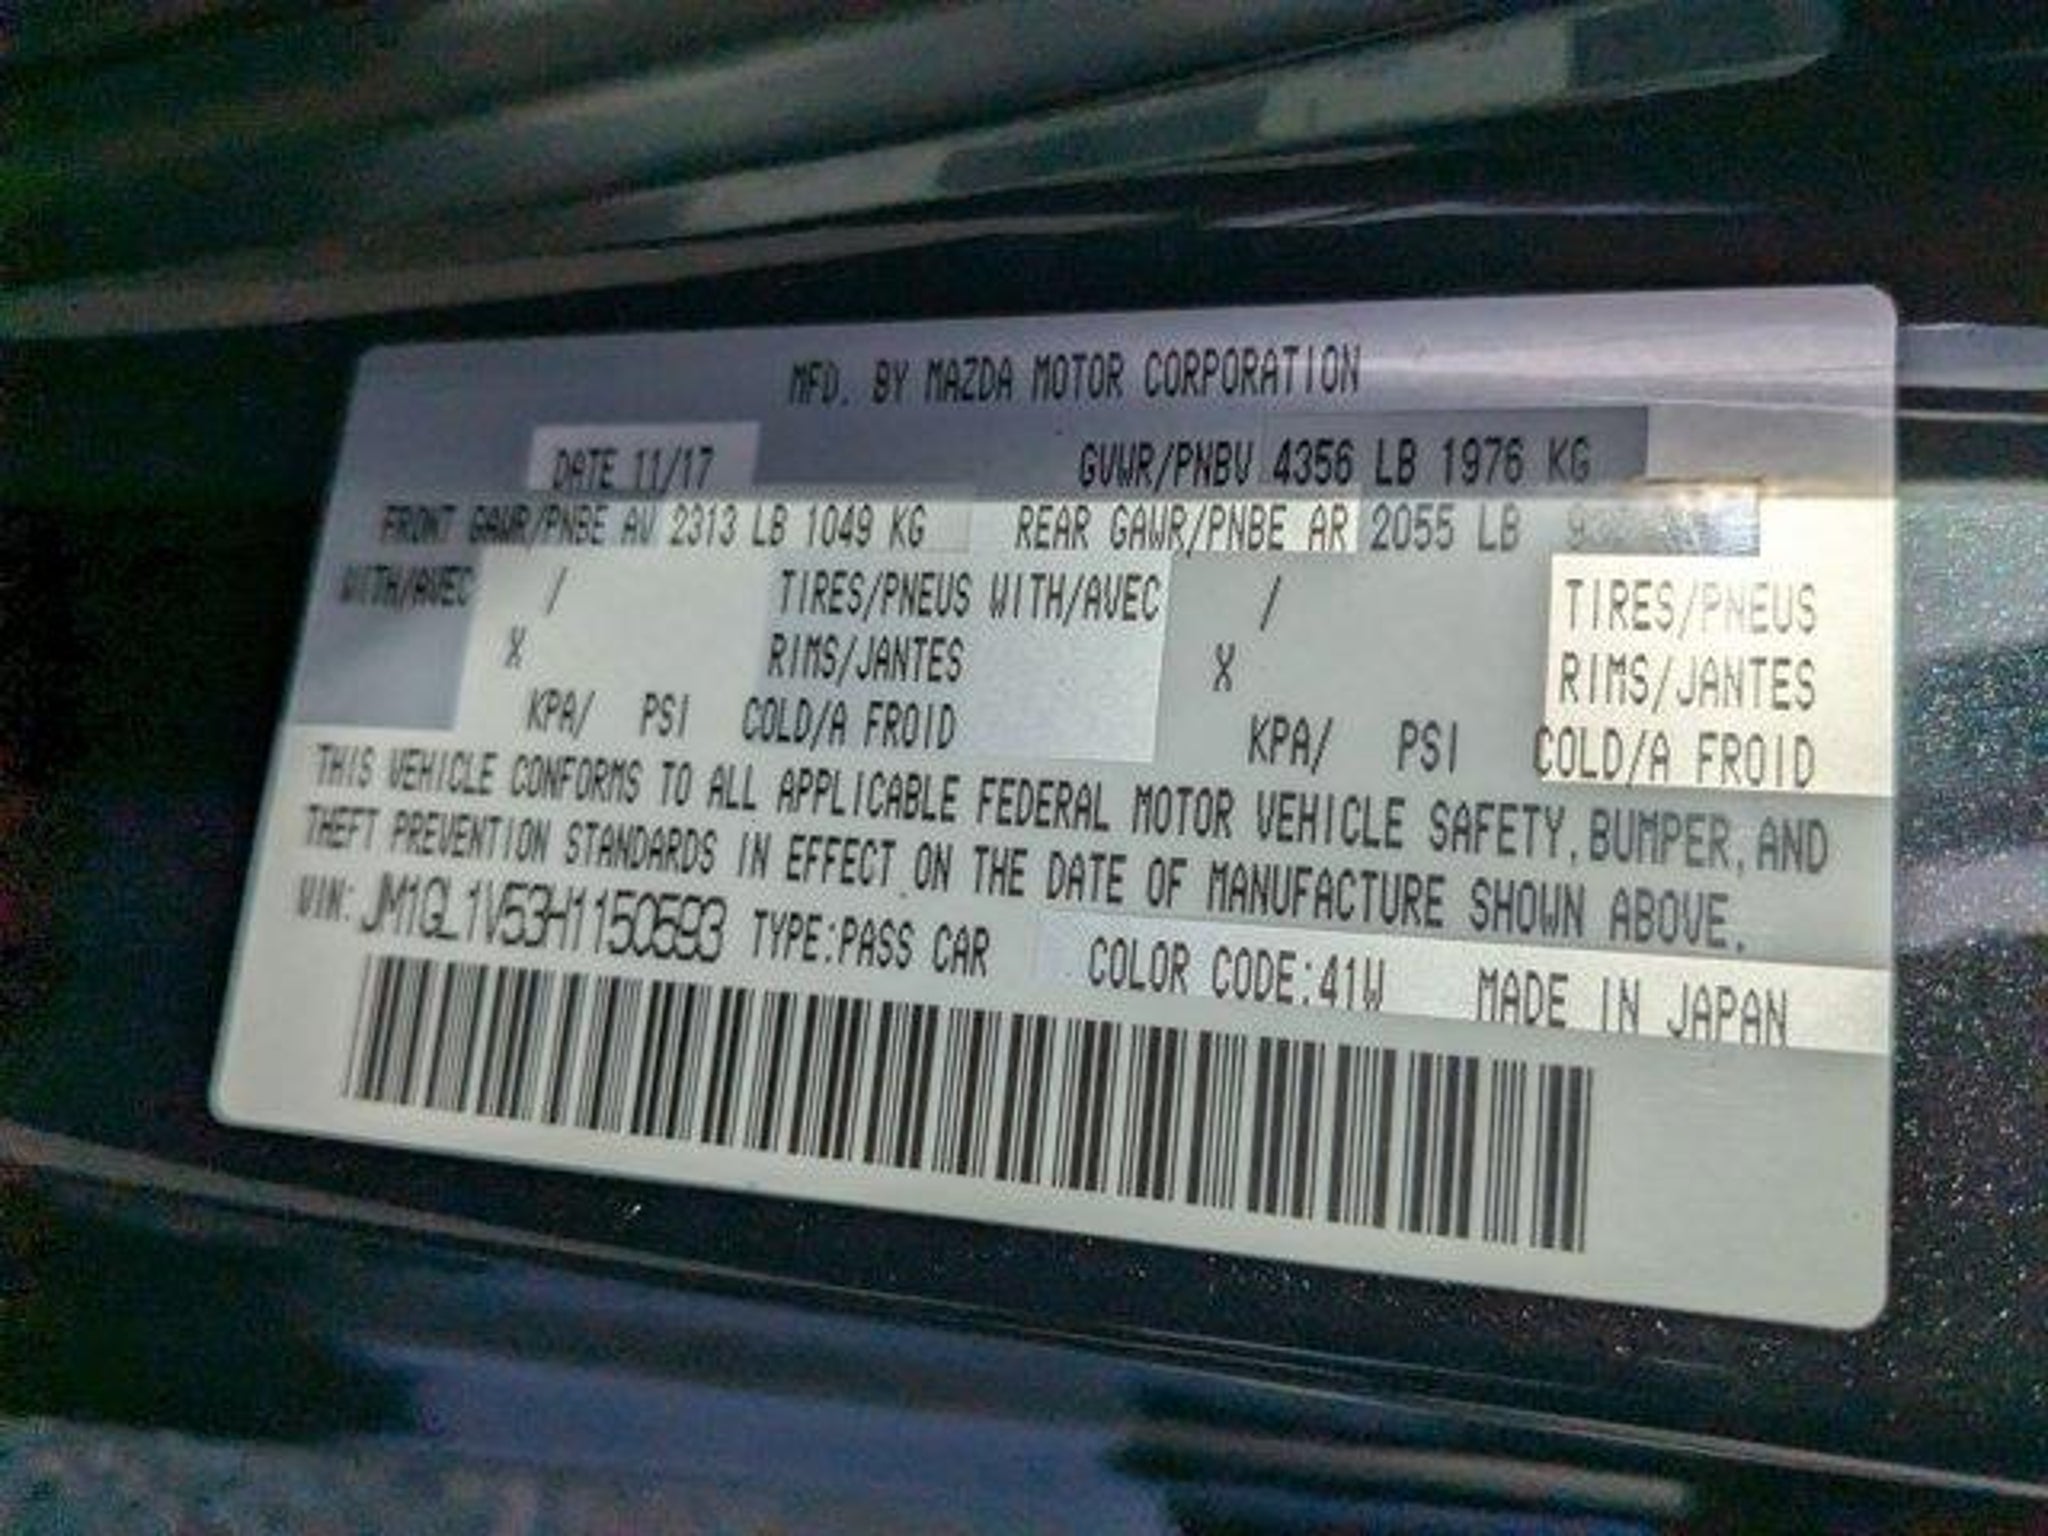 MFD. BY MAZDA MOTOR CORPORATION
DATE 11/17 GVWR/PNBV 4356 LB 1976 KG
FRONT GAWR/PNBE AV 2313 LB 1049 KG REAR GAWR/PNBE AR 2055 LB
WITH/AVEC / TIRES/PNEUS WITH/AVEC / TIRES/PNEUS
X RIMS/JANTES X RIMS/JANTES
KPA/ PSI COLD/A FROID KPA/ PSI COLD/A FROID
THIS VEHICLE CONFORMS TO ALL APPLICABLE FEDERAL MOTOR VEHICLE SAFETY, BUMPER, AND
THEFT PREVENTION STANDARDS IN EFFECT ON THE DATE OF MANUFACTURE SHOWN ABOVE.
VIN: JM1GL1V53H1150593 TYPE:PASS CAR COLOR CODE:41W MADE IN JAPAN